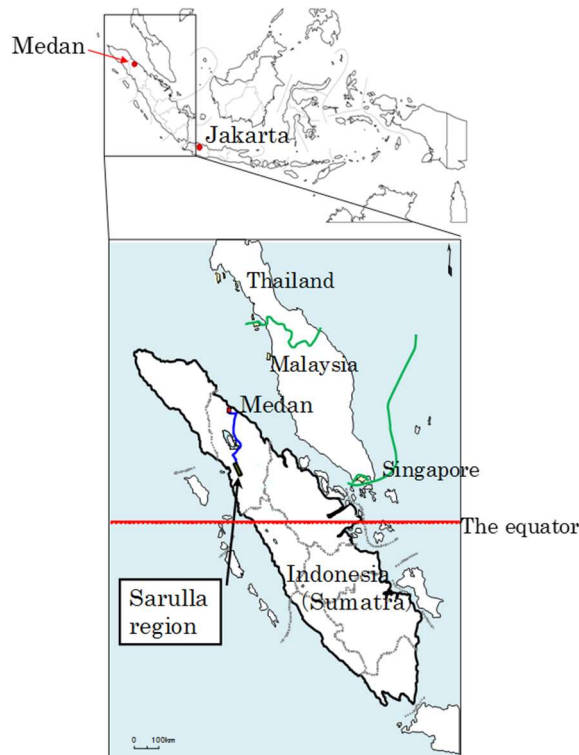 Medan
Jakarta
Thailand
Malaysia
Medan
Singapore
The equator
Indonesia
(Sumatra)
Sarulla
region
0 100km